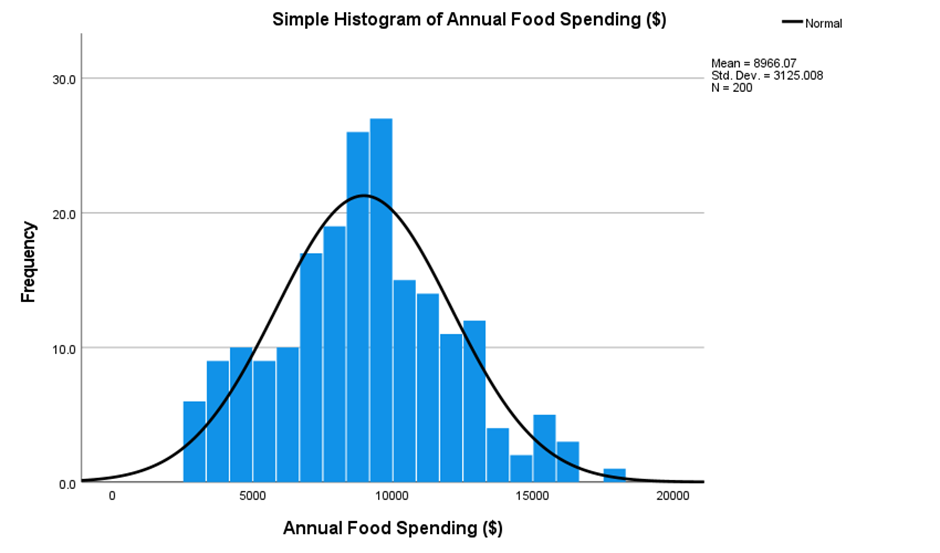 Simple Histogram of Annual Food Spending ($)
Normal
Mean = 8966.07
Std. Dev. = 3125.008
N = 200
30.0
20.0
10.0
0.0
Frequency
0 5000 10000 15000 20000
Annual Food Spending ($)